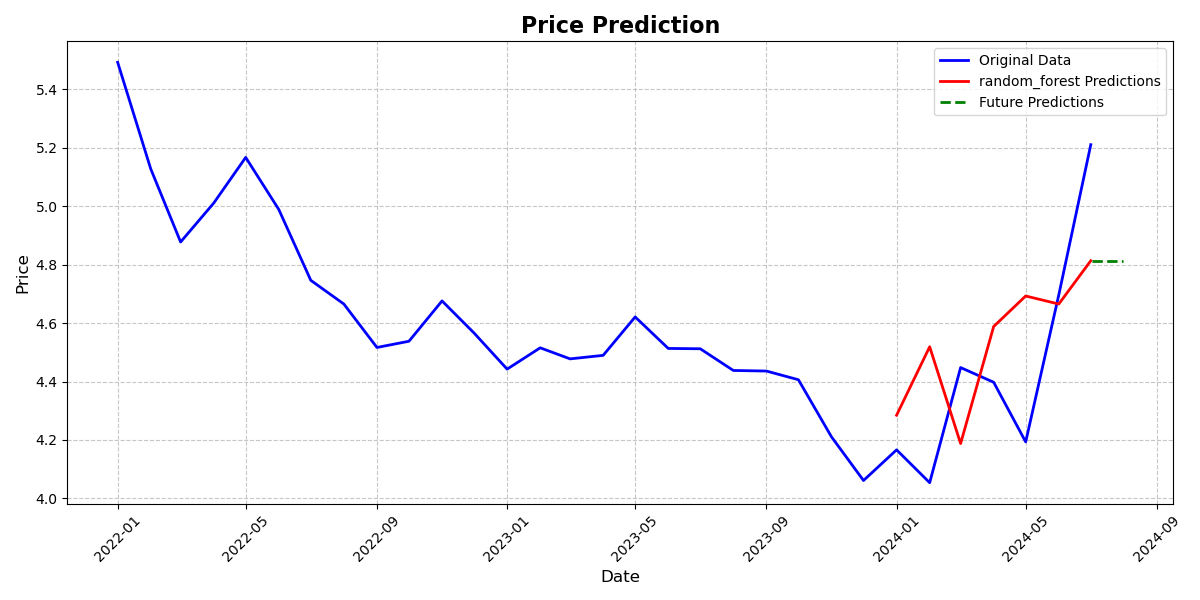 Price Prediction
Original Data
random_forest Predictions
Future Predictions
Price
5.4
5.2
5.0
4.8
4.6
4.4
4.2
4.0
2022-01
2022-05
2022-09
2023-01
2023-05
2023-09
2024-01
2024-05
2024-09
Date